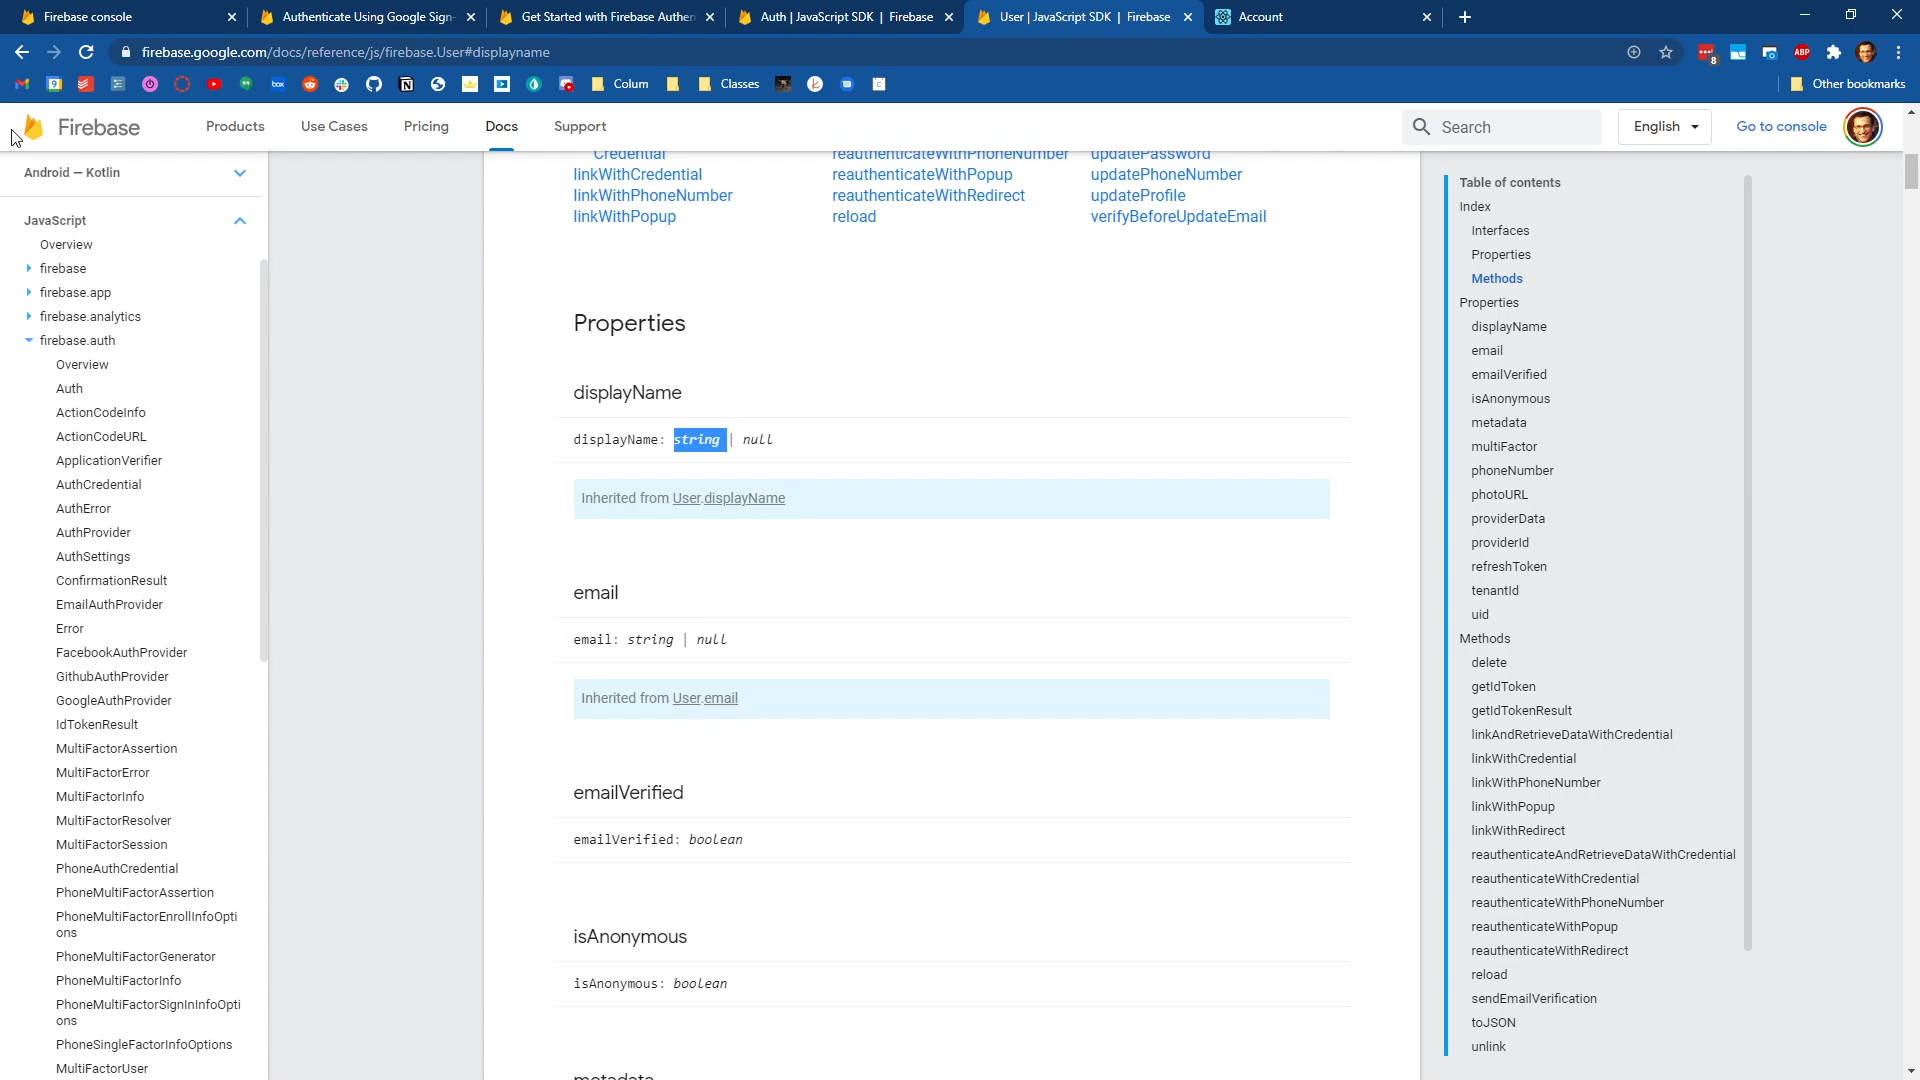 Firebase console
Authenticate Using Google Sign-
Get Started with Firebase Authen
Auth | JavaScript SDK | Firebase
User | JavaScript SDK | Firebase
Account
firebase.google.com/docs/reference/js/firebase.User#displayname
8
ABP
9
box
Colum
Classes
Other bookmarks
Firebase
Products
Use Cases
Pricing
Docs
Support
Search
English
Go to console
Android — Kotlin
JavaScript
Overview
firebase
firebase.app
firebase.analytics
firebase.auth
Overview
Auth
ActionCodeInfo
ActionCodeURL
ApplicationVerifier
AuthCredential
AuthError
AuthProvider
AuthSettings
ConfirmationResult
EmailAuthProvider
Error
FacebookAuthProvider
GithubAuthProvider
GoogleAuthProvider
IdTokenResult
MultiFactorAssertion
MultiFactorError
MultiFactorInfo
MultiFactorResolver
MultiFactorSession
PhoneAuthCredential
PhoneMultiFactorAssertion
PhoneMultiFactorEnrollInfoOpti
ons
PhoneMultiFactorGenerator
PhoneMultiFactorInfo
PhoneMultiFactorSignInInfoOpti
ons
PhoneSingleFactorInfoOptions
MultiFactorUser
Credential
linkWithCredential
linkWithPhoneNumber
linkWithPopup
reauthenticateWithPhoneNumber
reauthenticateWithPopup
reauthenticateWithRedirect
reload
updatePassword
updatePhoneNumber
updateProfile
verifyBeforeUpdateEmail
Properties
displayName
displayName: string | null
Inherited from User.displayName
email
email: string | null
Inherited from User.email
emailVerified
emailVerified: boolean
isAnonymous
isAnonymous: boolean
metadata
Table of contents
Index
Interfaces
Properties
Methods
Properties
displayName
email
emailVerified
isAnonymous
metadata
multiFactor
phoneNumber
photoURL
providerData
providerId
refreshToken
tenantId
uid
Methods
delete
getIdToken
getIdTokenResult
linkAndRetrieveDataWithCredential
linkWithCredential
linkWithPhoneNumber
linkWithPopup
linkWithRedirect
reauthenticateAndRetrieveDataWithCredential
reauthenticateWithCredential
reauthenticateWithPhoneNumber
reauthenticateWithPopup
reauthenticateWithRedirect
reload
sendEmailVerification
toJSON
unlink